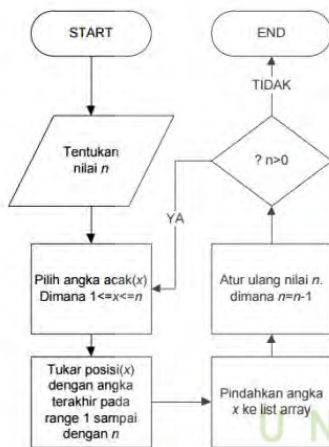 START
Tentukan
nilai n
Pilih angka acak(x)
Dimana 1<=x<=n
Tukar posisi(x)
dengan angka
terakhir pada
range 1 sampai
dengan n
Pindahkan angka
x ke list array
Atur ulang nilai n.
dimana n=n-1
? n>0
YA
TIDAK
END
U N